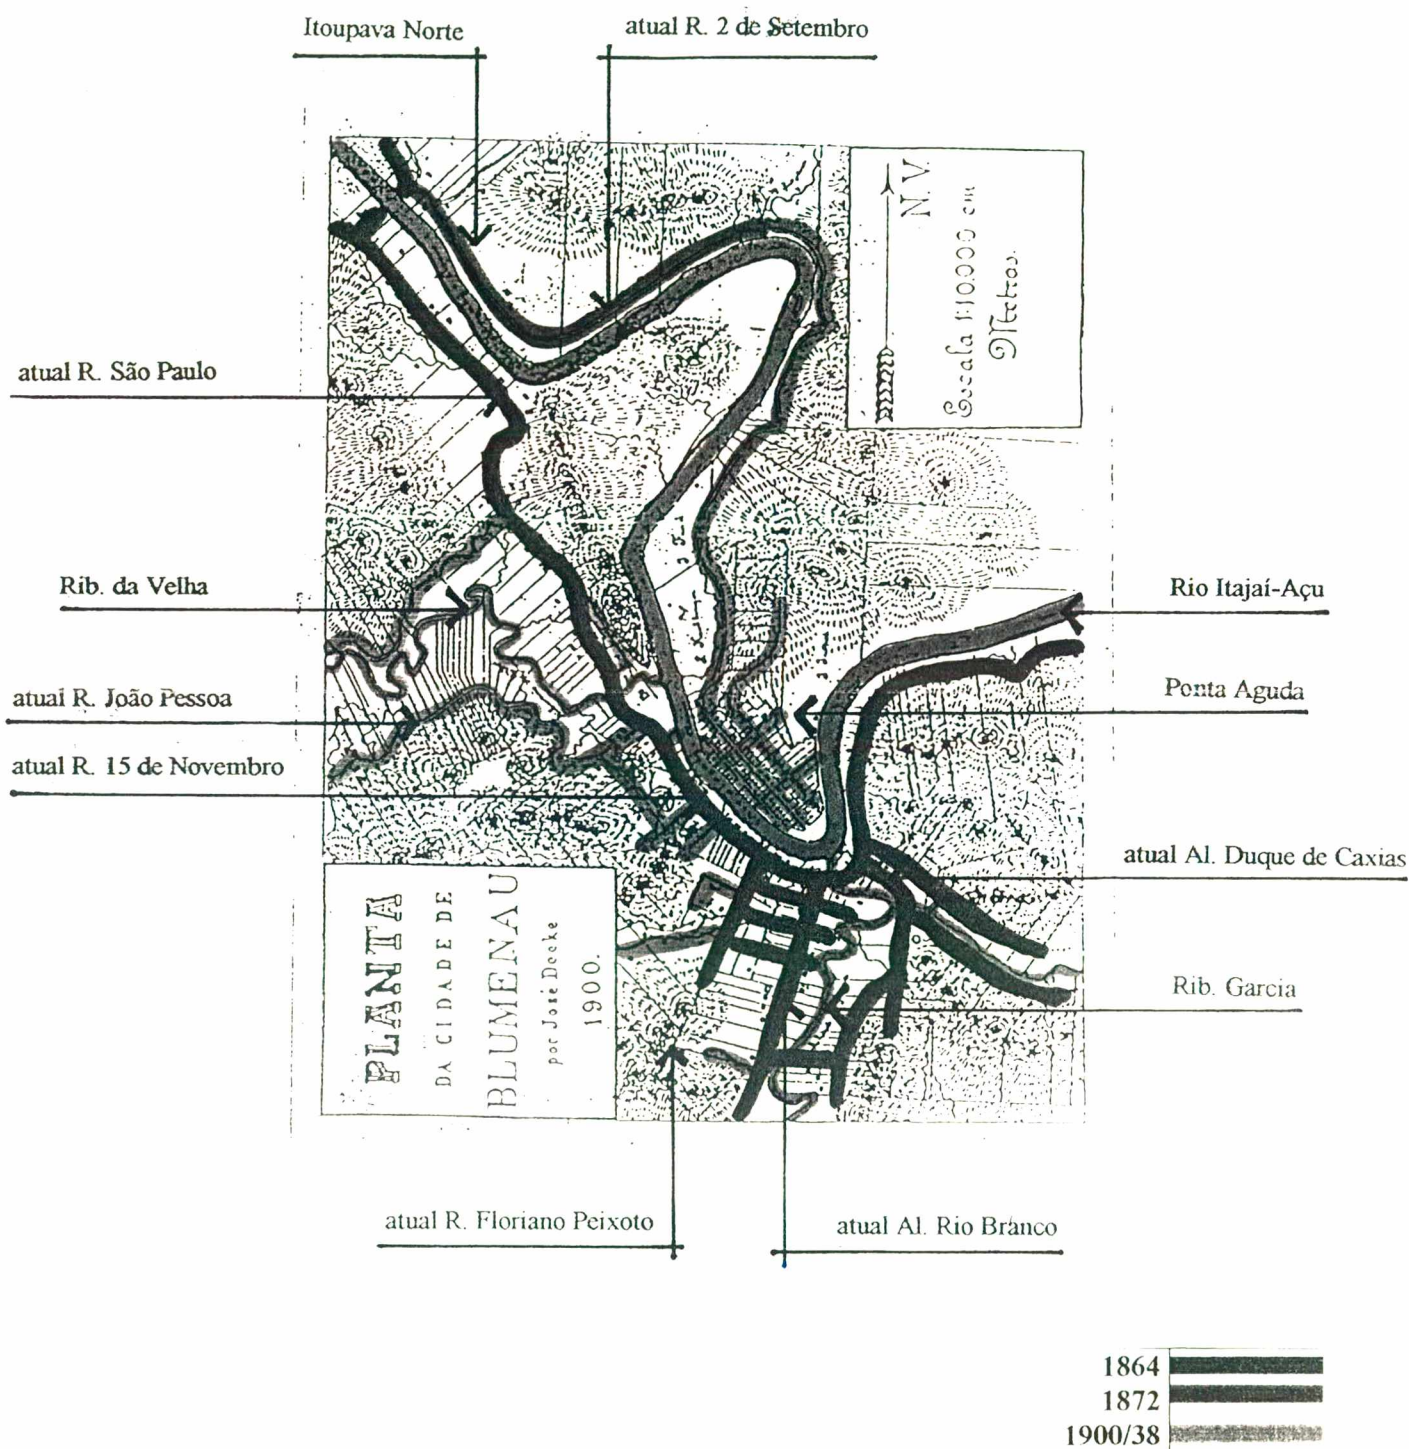 Itoupava Norte
atual R. 2 de Setembro
N.V.
Escala 1:10.000 em
Metros.
atual R. São Paulo
Rib. da Velha
Rio Itajaí-Açu
atual R. João Pessoa
Ponta Aguda
atual R. 15 de Novembro
atual Al. Duque de Caxias
PLANTA
DA CIDADE DE
BLUMENAU
por José Deeke
1900.
Rib. Garcia
atual R. Floriano Peixoto
atual Al. Rio Branco
1864
1872
1900/38